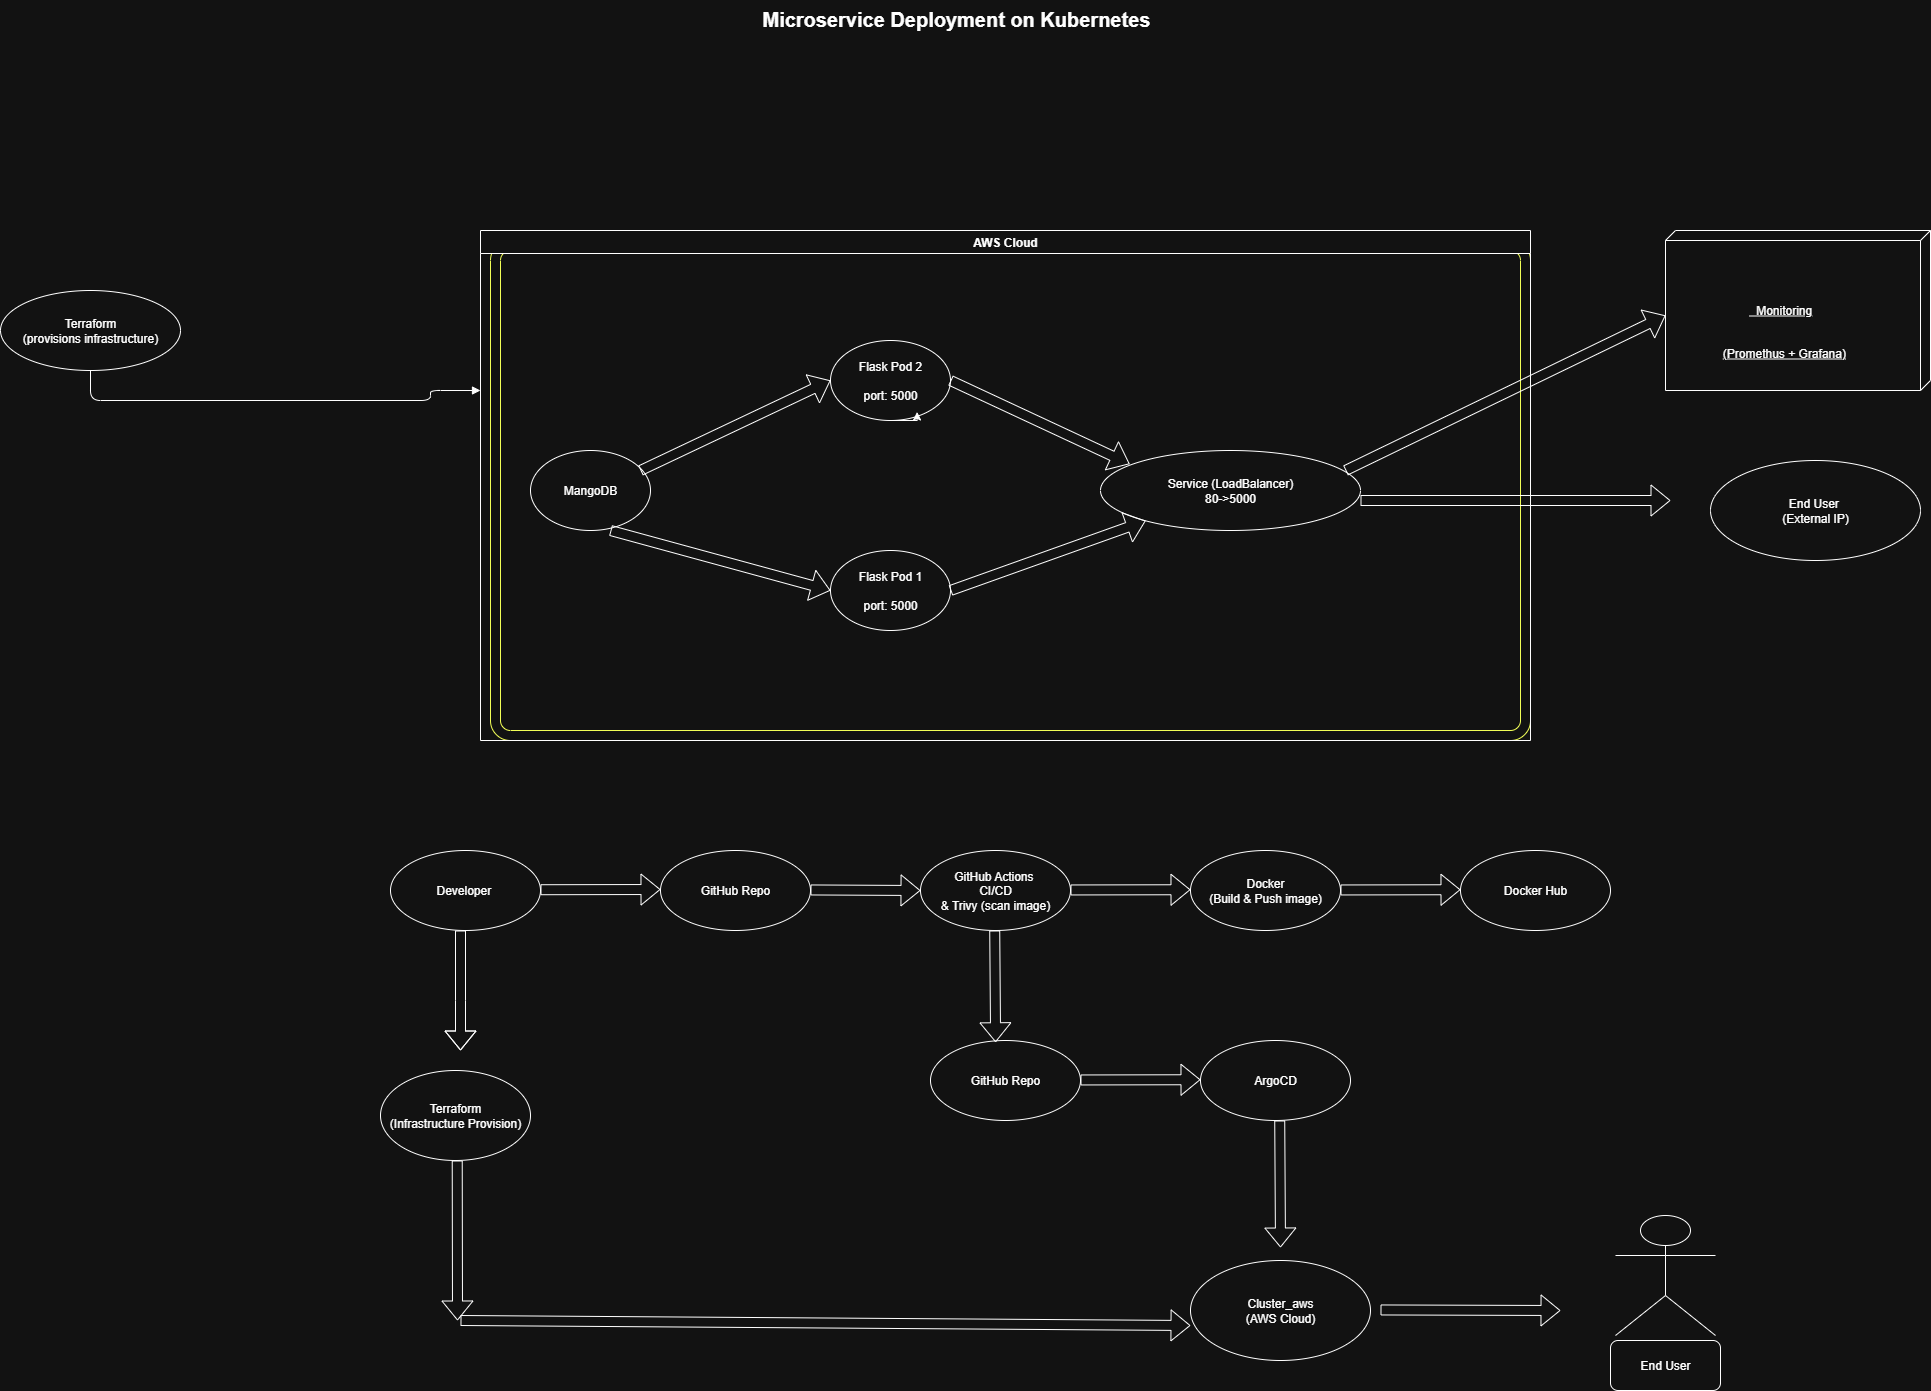 Microservice Deployment on Kubernetes
AWS Cloud
Terraform
(provisions infrastructure)
Flask Pod 2
port: 5000
MangoDB
Service (LoadBalancer)
80->5000
Flask Pod 1
port: 5000
Monitoring
(Promethus + Grafana)
End User
(External IP)
Developer
GitHub Repo
GitHub Actions
CI/CD
& Trivy (scan image)
Docker
(Build & Push image)
Docker Hub
GitHub Repo
ArgoCD
Terraform
(Infrastructure Provision)
Cluster_aws
(AWS Cloud)
End User